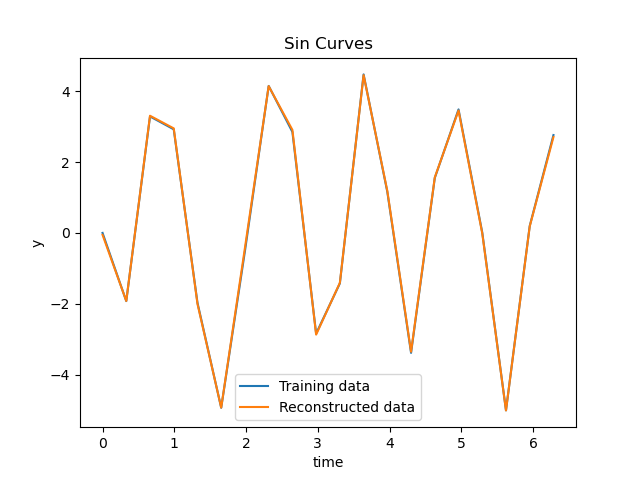 Sin Curves
y
4
2
0
−2
−4
Training data
Reconstructed data
0 1 2 3 4 5 6
time